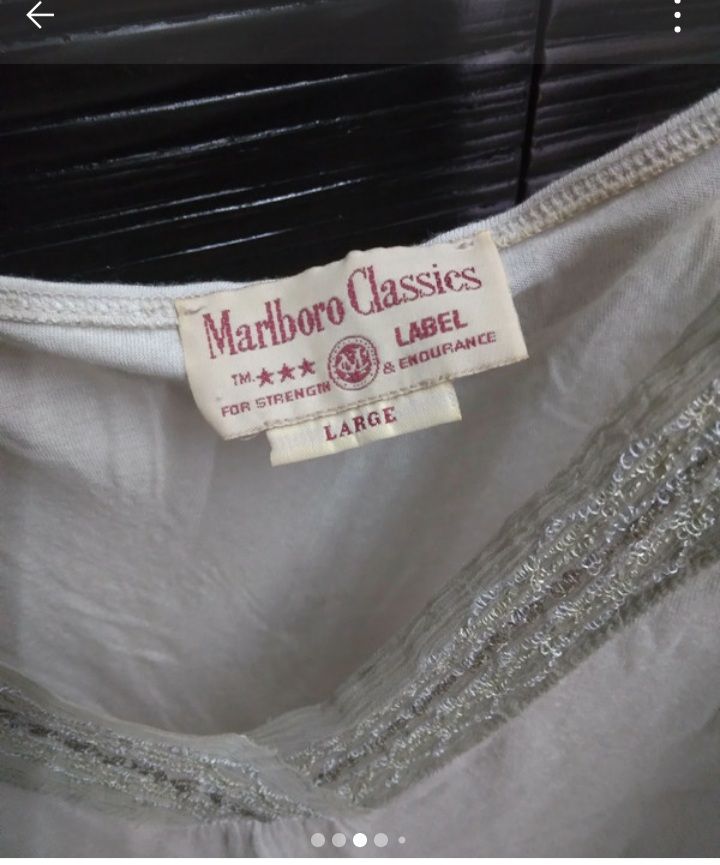 Marlboro Classics
LABEL
TM. ★★★ M
FOR STRENGTH & ENDURANCE
LARGE